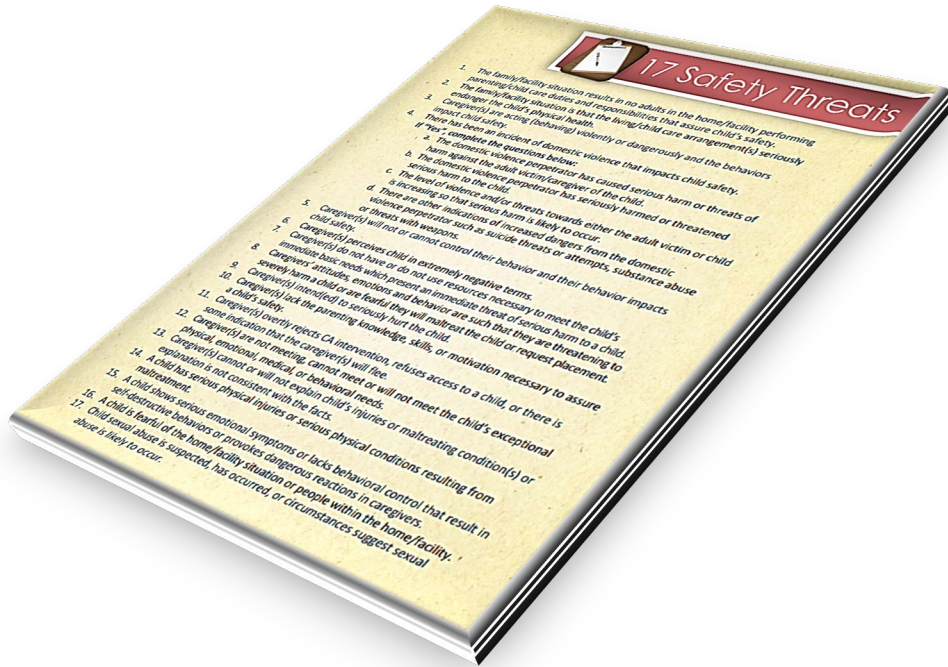 17 Safety Threats
1. The family/facility situation results in no adults in the home/facility performing
parenting/child care duties and responsibilities that assure child's safety.
2. The family/facility situation is that the living/child care arrangement(s) seriously
endanger the child's physical health.
3. Caregiver(s) are acting (behaving) violently or dangerously and the behaviors
impact child safety.
4. There has been an incident of domestic violence that impacts child safety.
If "Yes", complete the questions below:
a. The domestic violence perpetrator has caused serious harm or threats of
harm against the adult victim/caregiver of the child.
b. The domestic violence perpetrator has seriously harmed or threatened
serious harm to the child.
c. The level of violence and/or threats towards either the adult victim or child
is increasing so that serious harm is likely to occur.
d. There are other indications of increased dangers from the domestic
violence perpetrator such as suicide threats or attempts, substance abuse
or threats with weapons.
5. Caregiver(s) will not or cannot control their behavior and their behavior impacts
child safety.
6. Caregiver(s) perceives child in extremely negative terms.
7. Caregiver(s) do not have or do not use resources necessary to meet the child's
immediate basic needs which present an immediate threat of serious harm to a child.
8. Caregivers' attitudes, emotions and behavior are such that they are threatening to
severely harm a child or are fearful they will maltreat the child or request placement.
9. Caregiver(s) intend(ed) to seriously hurt the child.
10. Caregiver(s) lack the parenting knowledge, skills, or motivation necessary to assure
a child's safety.
11. Caregiver(s) overtly rejects CA intervention, refuses access to a child, or there is
some indication that the caregiver(s) will flee.
12. Caregiver(s) are not meeting, cannot meet or will not meet the child's exceptional
physical, emotional, medical, or behavioral needs.
13. Caregiver(s) cannot or will not explain child's injuries or maltreating condition(s) or
explanation is not consistent with the facts.
14. A child has serious physical injuries or serious physical conditions resulting from
maltreatment.
15. A child shows serious emotional symptoms or lacks behavioral control that result in
self-destructive behaviors or provokes dangerous reactions in caregivers.
16. A child is fearful of the home/facility situation or people within the home/facility.
17. Child sexual abuse is suspected, has occurred, or circumstances suggest sexual
abuse is likely to occur.